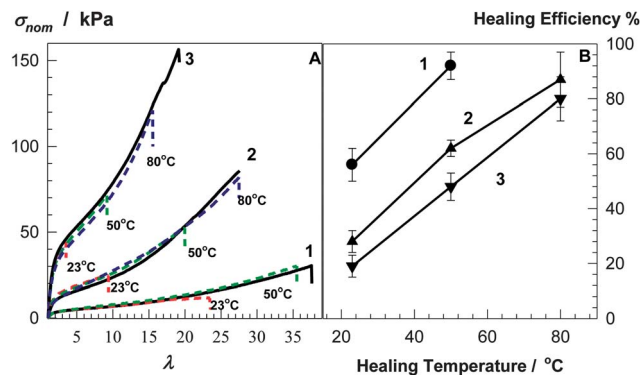 σnom / kPa
Healing Efficiency %
150
100
50
0
A
3
2
1
80°C
80°C
50°C
50°C
50°C
23°C
23°C
23°C
5 10 15 20 25 30 35
λ
B
1
2
3
100
80
60
40
20
0
20 40 60 80
Healing Temperature / °C